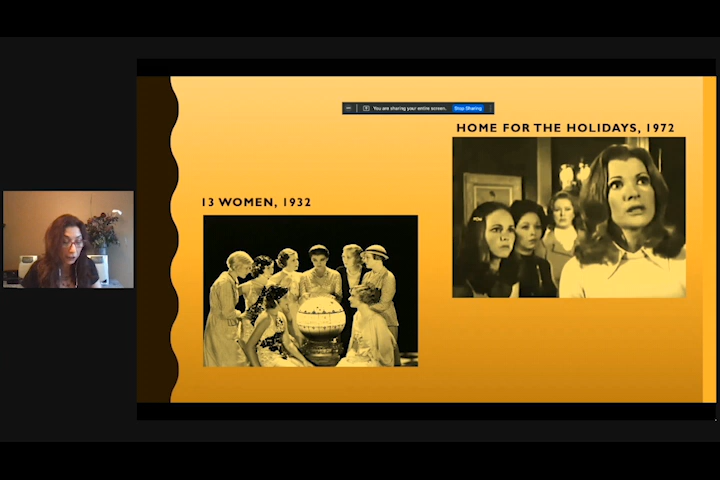 You are sharing your entire screen. Stop Sharing
HOME FOR THE HOLIDAYS, 1972
13 WOMEN, 1932